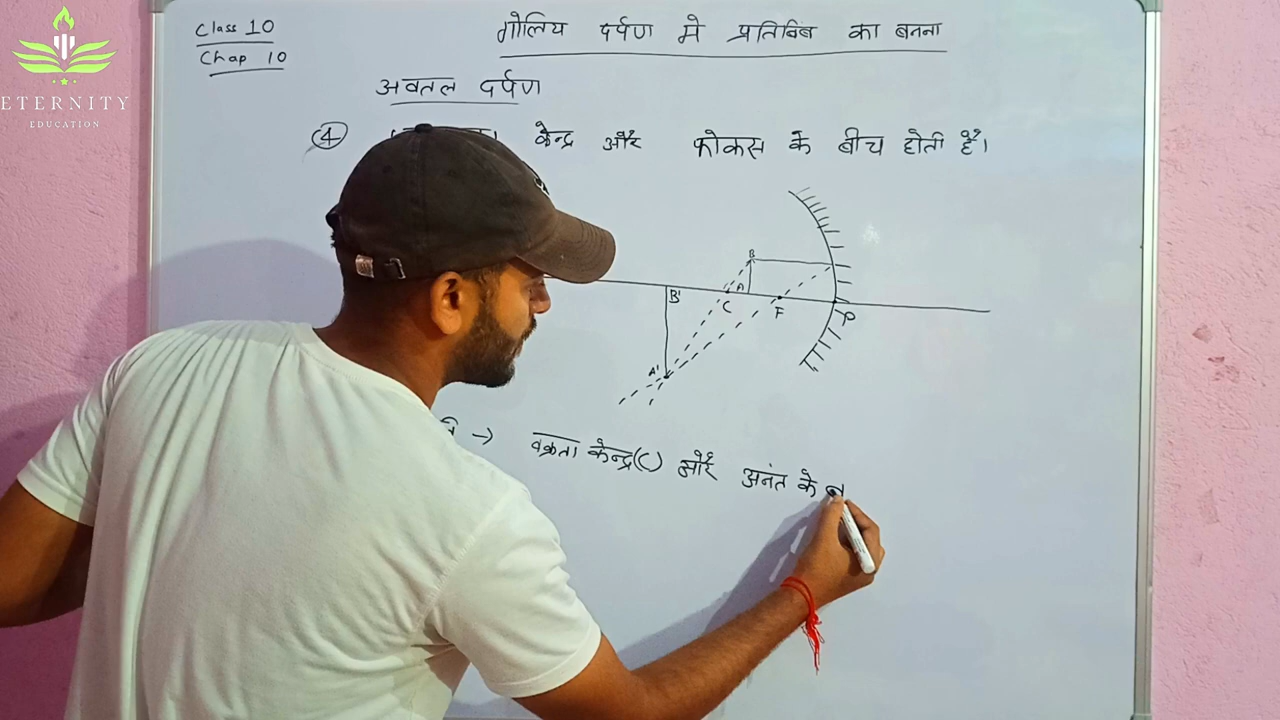 ETERNITY
EDUCATION
Class 10
Chap 10
गोलिय दर्पण मे प्रतिबिंब का बनना
अवतल दर्पण
(4) केन्द्र और फोकस के बीच होती है।
B
A
B'
C
F
P
A'
→ वक्रता केन्द्र(C) और अनंत के